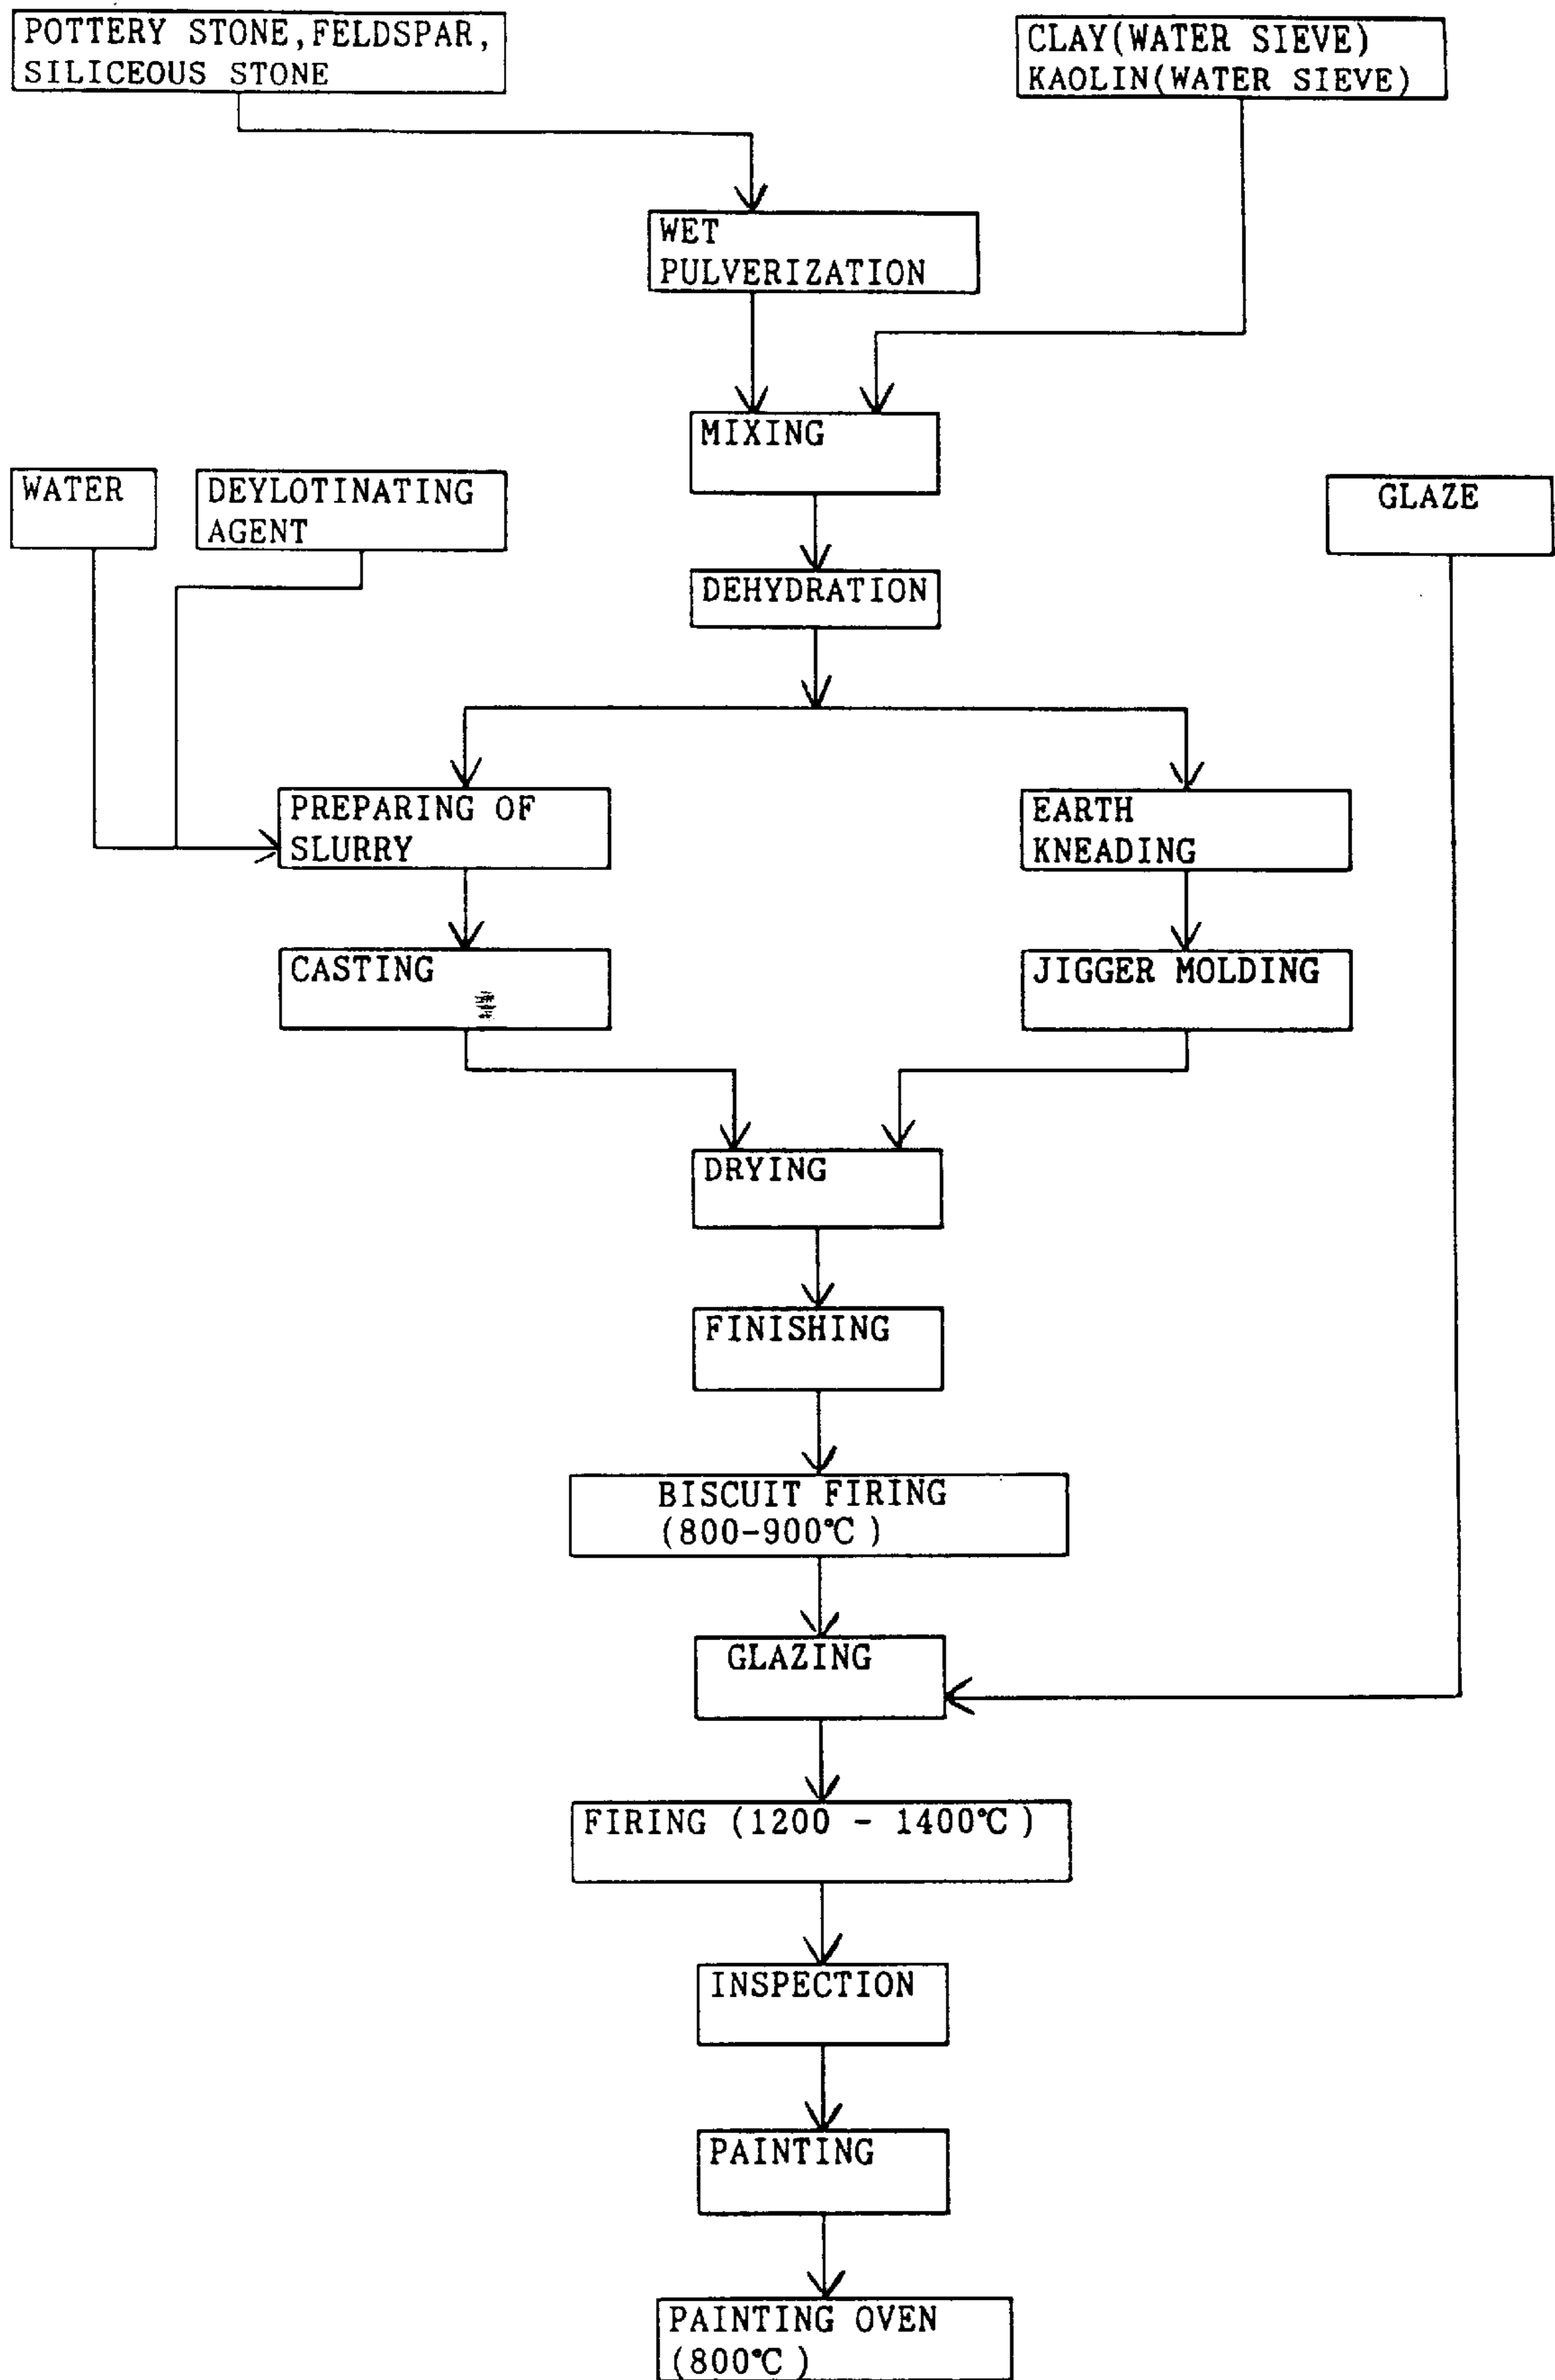 POTTERY STONE,FELDSPAR,
SILICEOUS STONE
CLAY(WATER SIEVE)
KAOLIN(WATER SIEVE)
WET
PULVERIZATION
MIXING
WATER
DEYLOTINATING
AGENT
GLAZE
DEHYDRATION
PREPARING OF
SLURRY
EARTH
KNEADING
CASTING
JIGGER MOLDING
DRYING
FINISHING
BISCUIT FIRING
(800-900℃)
GLAZING
FIRING (1200 - 1400℃)
INSPECTION
PAINTING
PAINTING OVEN
(800℃)